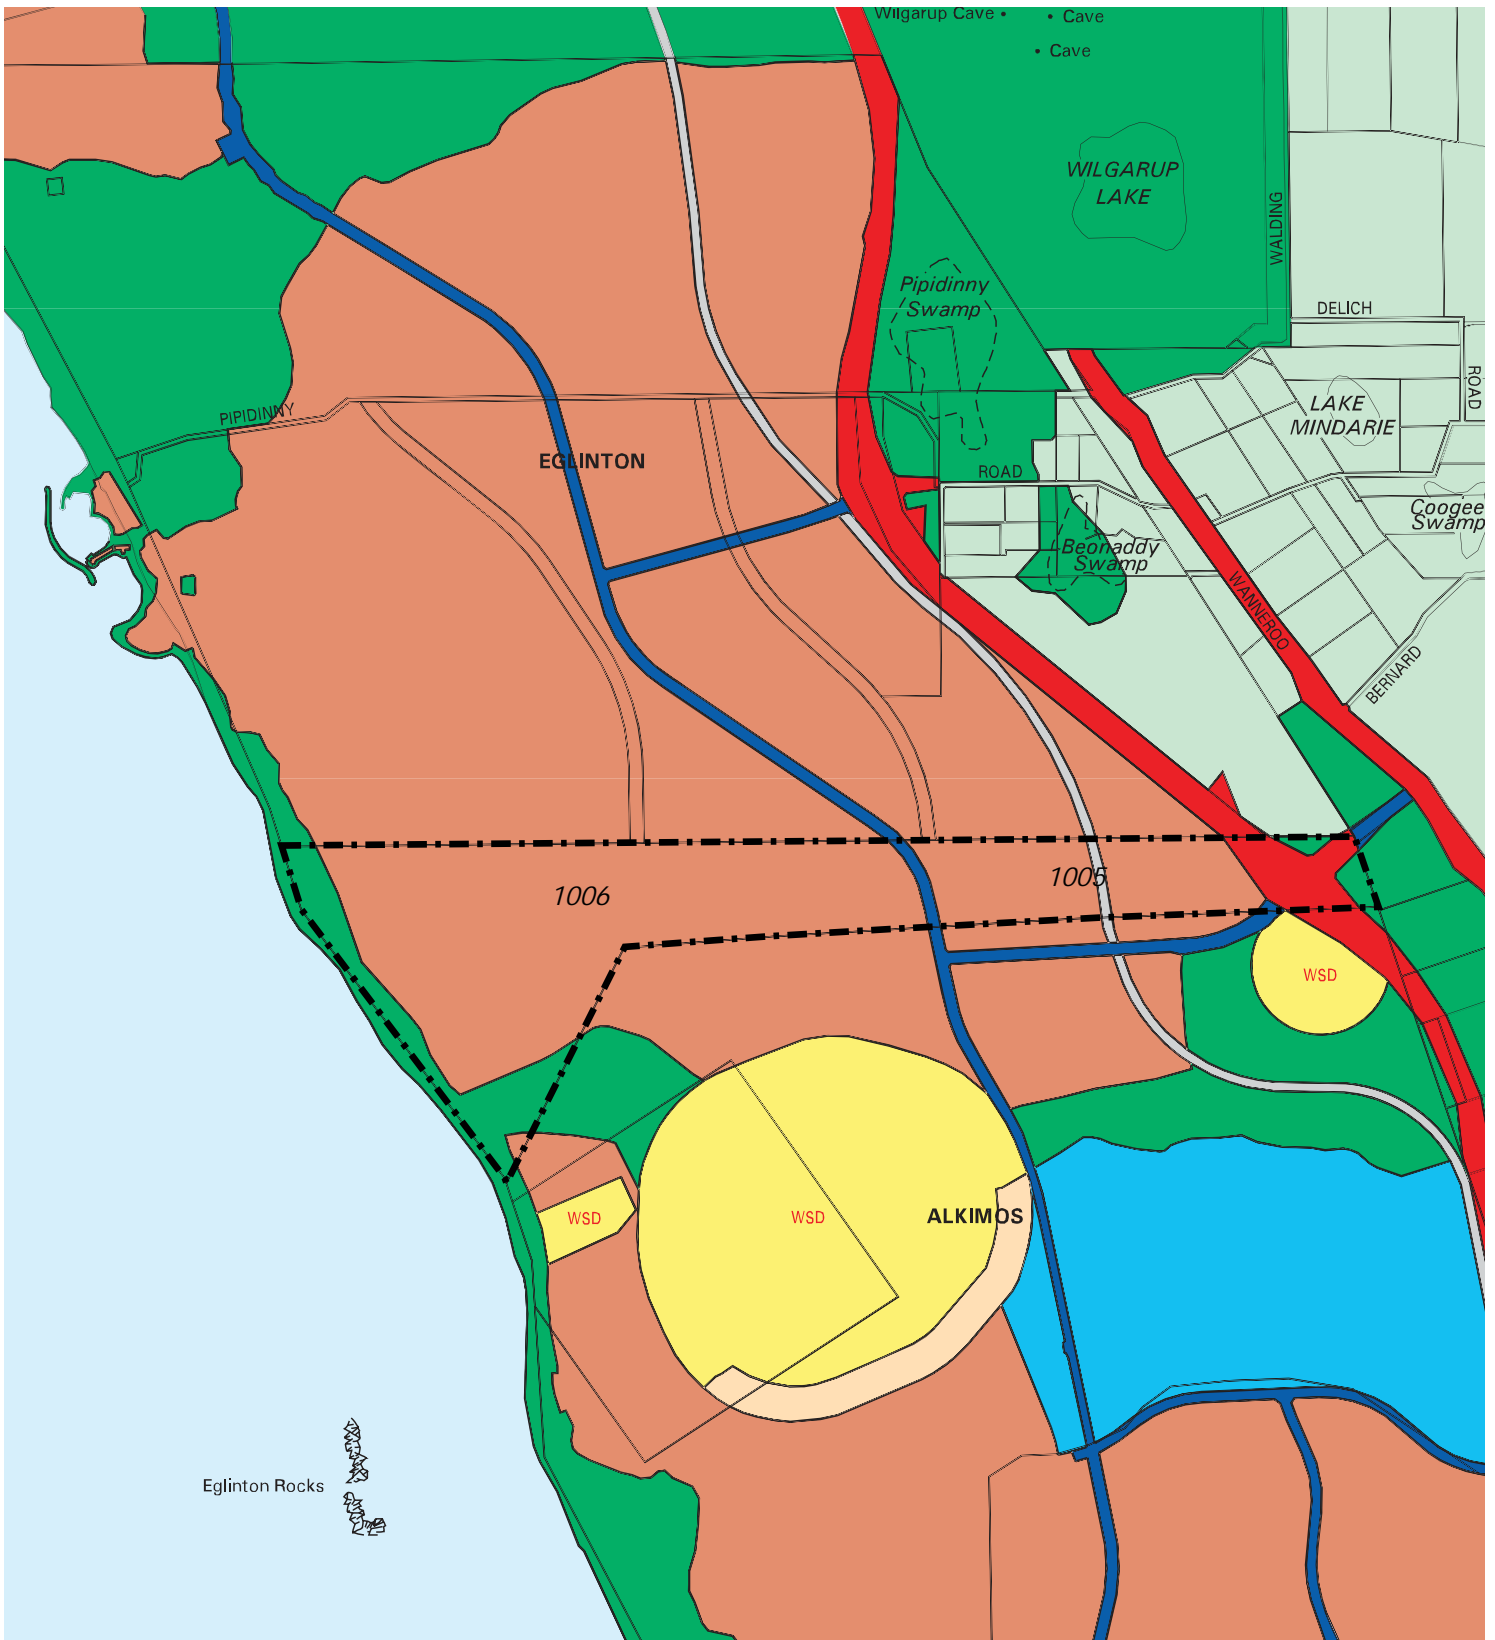 Wilgarup Cave
Cave
Cave
WILGARUP
LAKE
WALDING
Pipidinny
Swamp
DELICH
ROAD
LAKE
MINDARIE
PIPIDINNY
EGLINTON
ROAD
Coogee
Swamp
Beonaddy
Swamp
WANNEROO
BERNARD
1005
1006
WSD
WSD
WSD
ALKIMOS
Eglinton Rocks